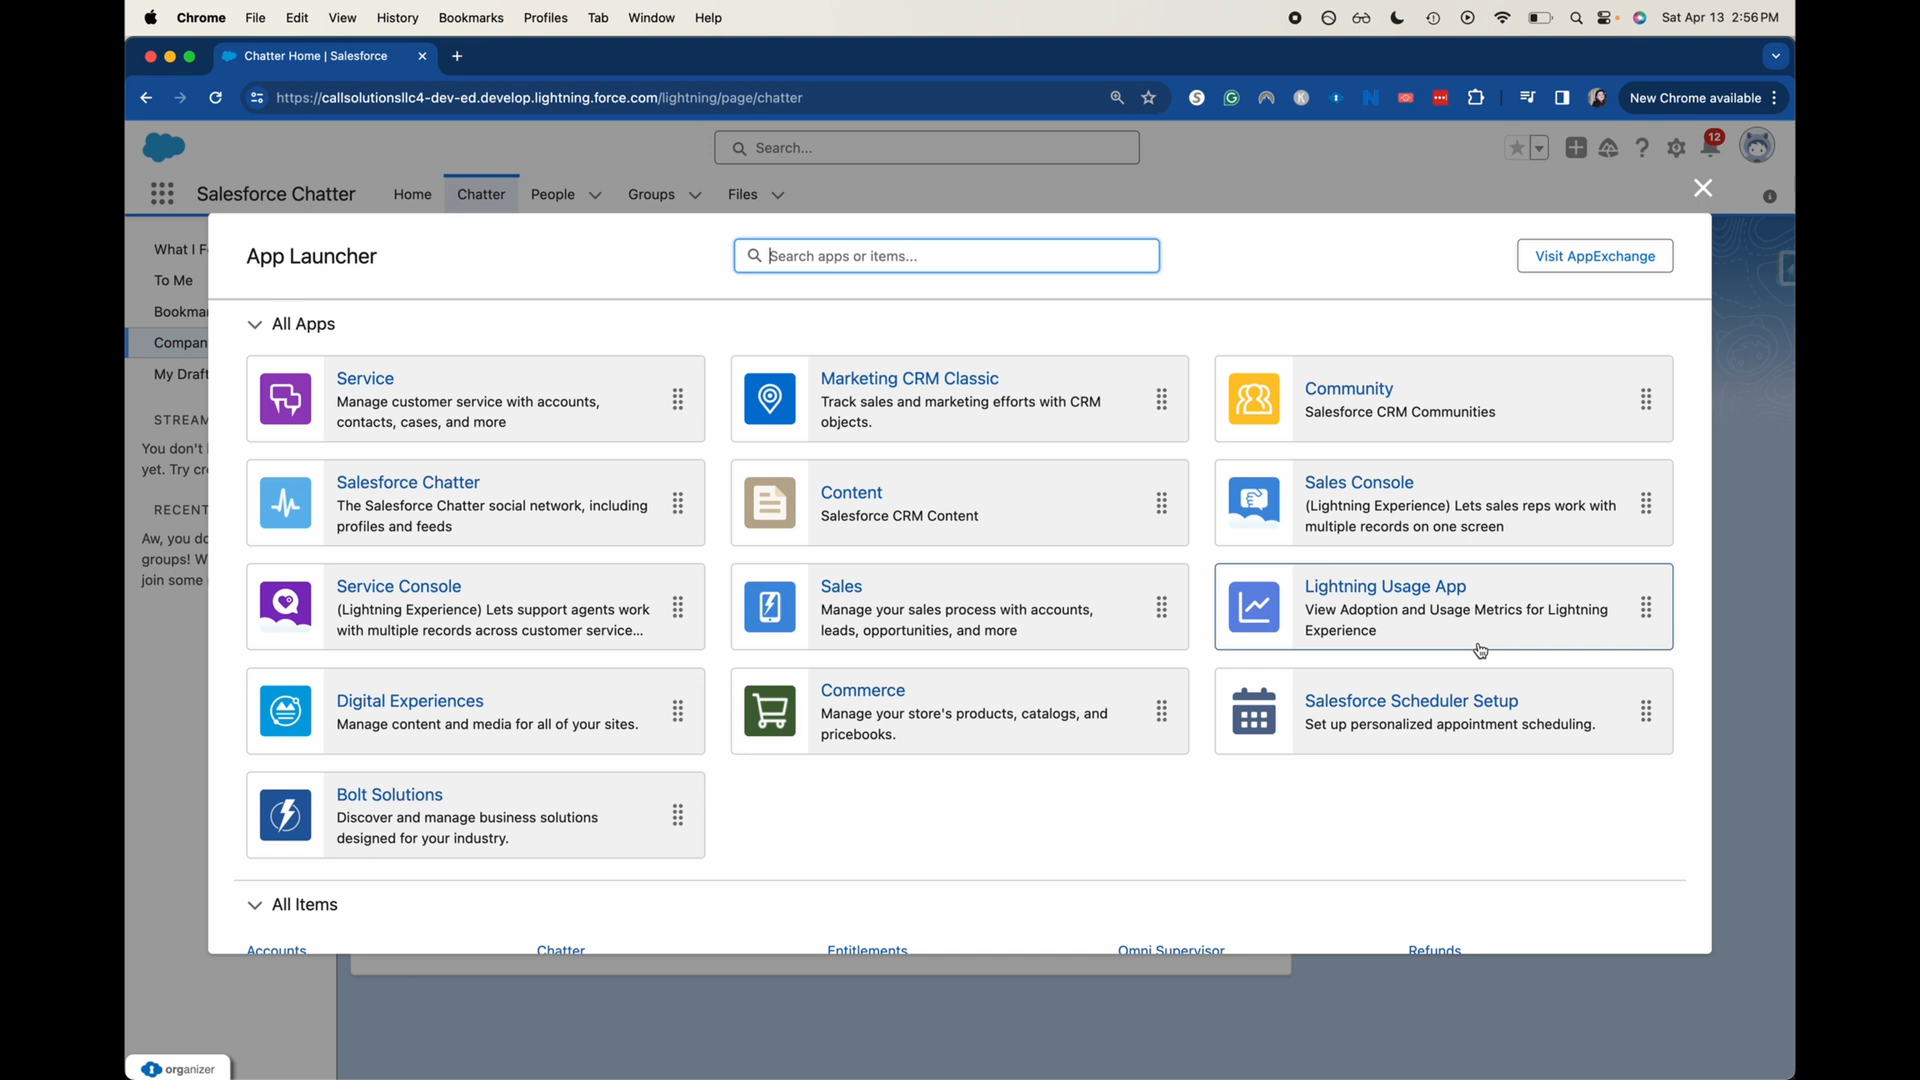 Chrome File Edit View History Bookmarks Profiles Tab Window Help Sat Apr 13 2:56 PM
Chatter Home | Salesforce
https://callsolutionsllc4-dev-ed.develop.lightning.force.com/lightning/page/chatter New Chrome available
Search... 12
Salesforce Chatter Home Chatter People Groups Files
What I F
To Me
Bookma
Compan
My Draft
STREAM
You don't
yet. Try cr
RECENT
Aw, you do
groups! W
join some
App Launcher
Search apps or items...
Visit AppExchange
All Apps
Service
Manage customer service with accounts,
contacts, cases, and more
Marketing CRM Classic
Track sales and marketing efforts with CRM
objects.
Community
Salesforce CRM Communities
Salesforce Chatter
The Salesforce Chatter social network, including
profiles and feeds
Content
Salesforce CRM Content
Sales Console
(Lightning Experience) Lets sales reps work with
multiple records on one screen
Service Console
(Lightning Experience) Lets support agents work
with multiple records across customer service...
Sales
Manage your sales process with accounts,
leads, opportunities, and more
Lightning Usage App
View Adoption and Usage Metrics for Lightning
Experience
Digital Experiences
Manage content and media for all of your sites.
Commerce
Manage your store's products, catalogs, and
pricebooks.
Salesforce Scheduler Setup
Set up personalized appointment scheduling.
Bolt Solutions
Discover and manage business solutions
designed for your industry.
All Items
Accounts Chatter Entitlements Omni Supervisor Refunds
organizer